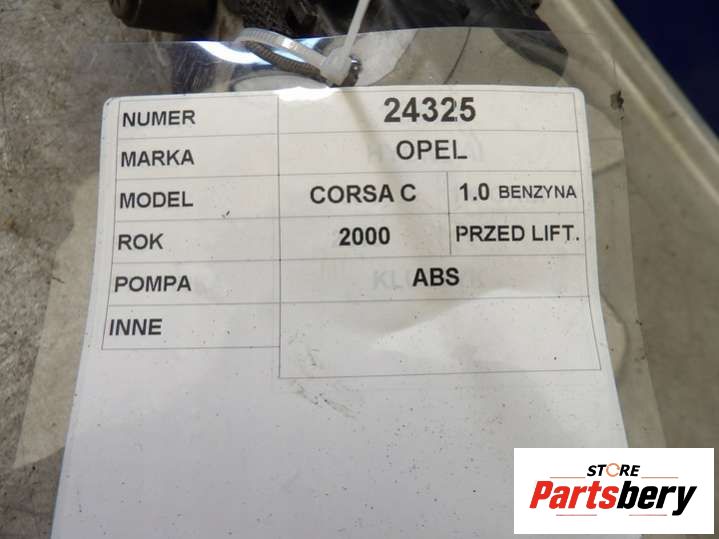 NUMER 24325
MARKA OPEL
MODEL CORSA C 1.0 BENZYNA
ROK 2000 PRZED LIFT.
POMPA ABS
INNE
STORE
Partsbery